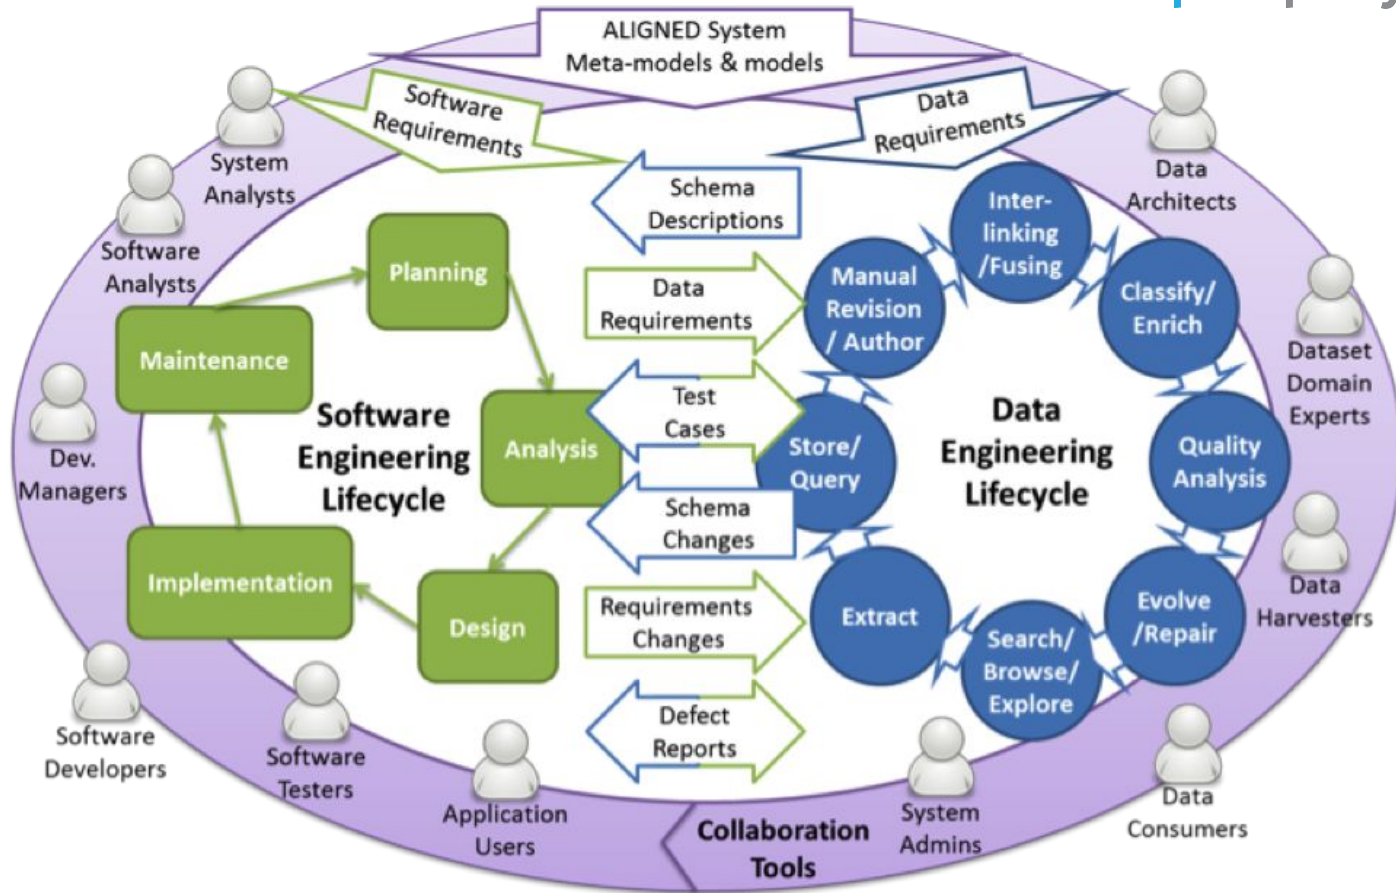 ALIGNED System
Meta-models & models
Software
Requirements
Data
Requirements
System
Analysts
Software
Analysts
Dev.
Managers
Software
Developers
Software
Testers
Application
Users
Collaboration
Tools
System
Admins
Data
Consumers
Data
Harvesters
Dataset
Domain
Experts
Data
Architects
Planning
Analysis
Design
Implementation
Maintenance
Software
Engineering
Lifecycle
Schema
Descriptions
Data
Requirements
Test
Cases
Schema
Changes
Requirements
Changes
Defect
Reports
Inter-
linking
/Fusing
Classify/
Enrich
Quality
Analysis
Evolve
/Repair
Search/
Browse/
Explore
Extract
Store/
Query
Manual
Revision
/ Author
Data
Engineering
Lifecycle